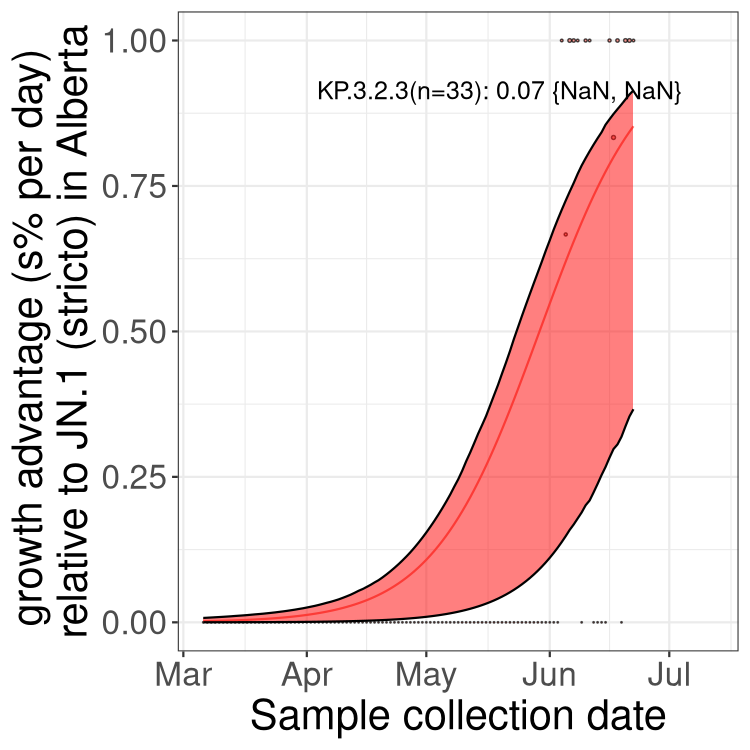 growth advantage (s% per day)
relative to JN.1 (stricto) in Alberta
1.00
0.75
0.50
0.25
0.00
KP.3.2.3(n=33): 0.07 {NaN, NaN}
Mar Apr May Jun Jul
Sample collection date